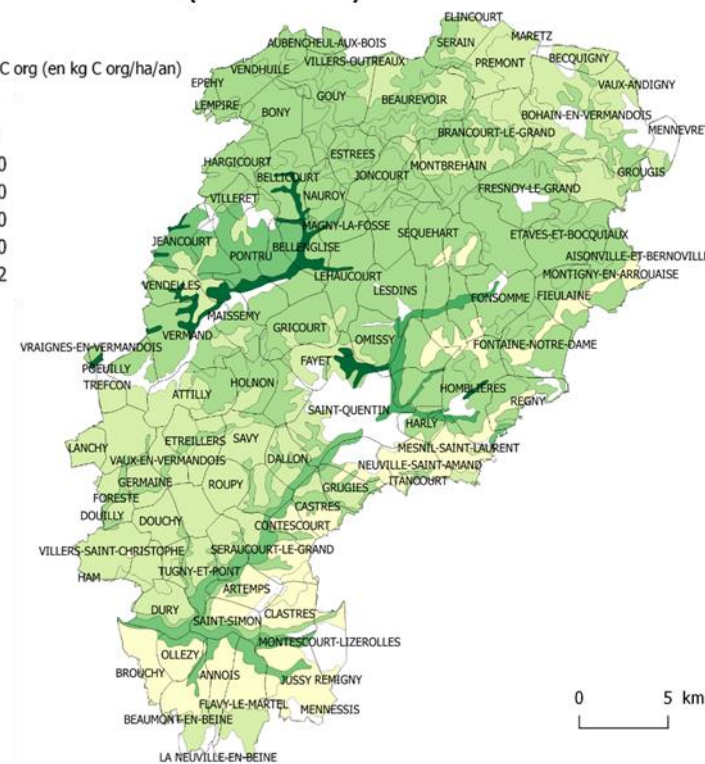 C org (en kg C org/ha/an)
0
0
0
0
2
ELINCOURT
MARETZ
AUBENCHEUL-AUX-BOIS
SERAIN
VILLERS-OUTREAUX
PREMONT
BECQUIGNY
VENDHUILE
EPEHY
VAUX-ANDIGNY
GOUY
BEAUREVOIR
LEMPIRE
BONY
BOHAIN-EN-VERMANDOIS
MENNEVRET
BRANCOURT-LE-GRAND
ESTREES
HARGICOURT
MONTBREHAIN
GROUGIS
BELLICOURT
JONCOURT
FRESNOY-LE-GRAND
VILLERET
NAUROY
MAGNY-LA-FOSSE
SEQUEHART
ETAVES-ET-BOCQUIAUX
JEANCOURT
BELLENGLISE
PONTRU
AISONVILLE-ET-BERNOVILLE
LEHAUCOURT
MONTIGNY-EN-ARROUAISE
VENDELLES
LESDINS
FONSOMME
FIEULAINE
MAISSEMY
GRICOURT
VERMAND
OMISSY
FONTAINE-NOTRE-DAME
VRAIGNES-EN-VERMANDOIS
FAYET
POEUILLY
TREFCON
HOLNON
HOMBLIERES
ATTILLY
REGNY
SAINT-QUENTIN
HARLY
LANCHY
ETREILLERS
SAVY
MESNIL-SAINT-LAURENT
VAUX-EN-VERMANDOIS
DALLON
NEUVILLE-SAINT-AMAND
GERMAINE
ROUPY
GRUGIES
ITANCOURT
FORESTE
CASTRES
DOUILLY
DOUCHY
CONTESCOURT
VILLERS-SAINT-CHRISTOPHE
SERAUCOURT-LE-GRAND
HAM
TUGNY-ET-PONT
ARTEMPS
DURY
CLASTRES
SAINT-SIMON
MONTESCOURT-LIZEROLLES
OLLEZY
BROUCHY
ANNOIS
JUSSY
REMIGNY
FLAVY-LE-MARTEL
MENNESSIS
BEAUMONT-EN-BEINE
LA NEUVILLE-EN-BEINE
0 5 km